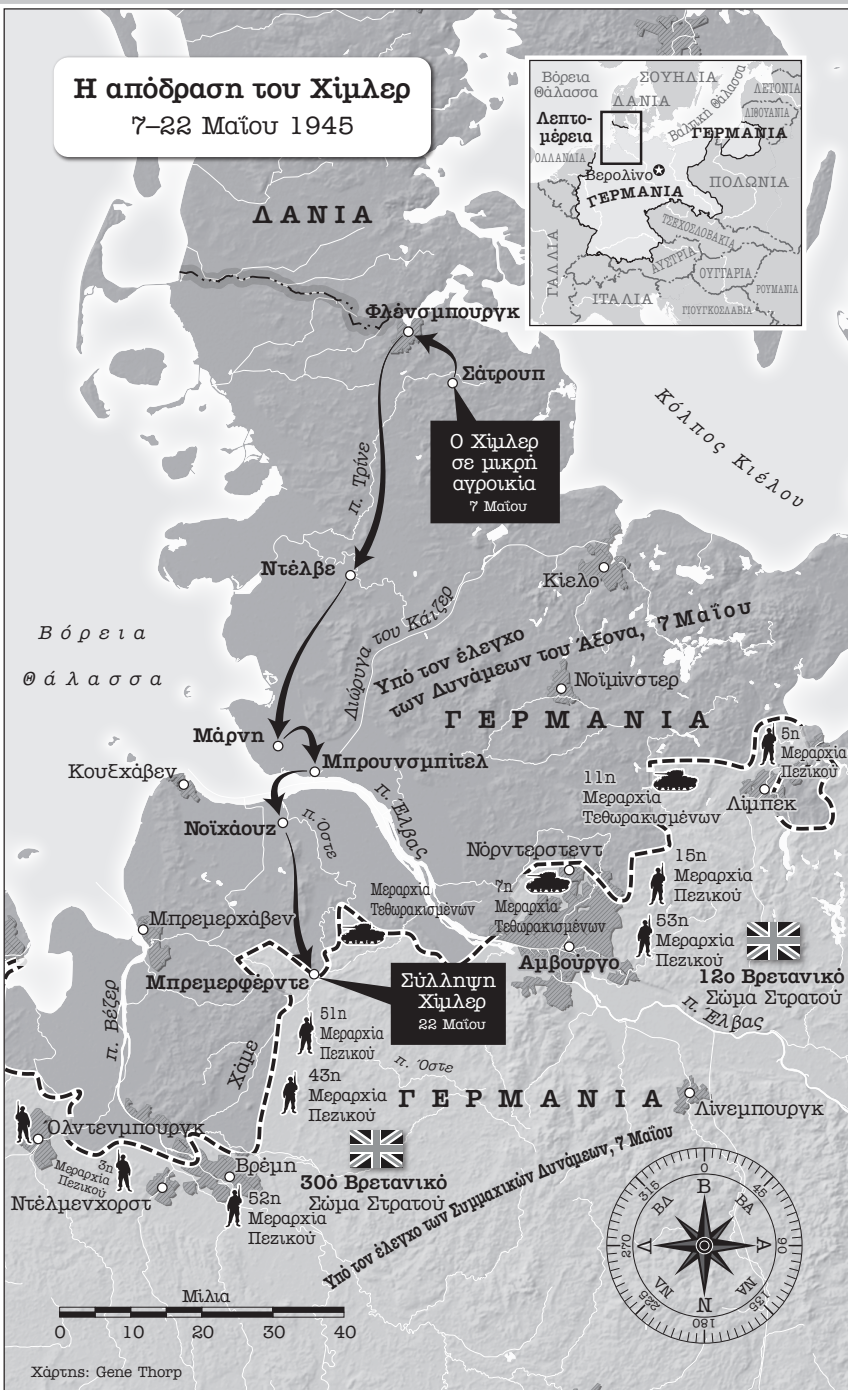 Η απόδραση του Χίμλερ
7–22 Μαΐου 1945
Βόρεια
Θάλασσα
ΣΟΥΗΔΙΑ
ΔΑΝΙΑ
Βαλτική Θάλασσα
ΛΕΤΟΝΙΑ
ΛΙΘΟΥΑΝΙΑ
Λεπτο-
μέρεια
ΓΕΡΜΑΝΙΑ
ΟΛΛΑΝΔΙΑ
Βερολίνο
ΓΕΡΜΑΝΙΑ
ΠΟΛΩΝΙΑ
ΤΣΕΧΟΣΛΟΒΑΚΙΑ
ΓΑΛΛΙΑ
ΑΥΣΤΡΙΑ
ΟΥΓΓΑΡΙΑ
ΡΟΥΜΑΝΙΑ
ΙΤΑΛΙΑ
ΓΙΟΥΓΚΟΣΛΑΒΙΑ
ΔΑΝΙΑ
Φλένσμπουργκ
Σάτρουπ
Κόλπος Κιέλου
Ο Χίμλερ
σε μικρή
αγροικία
7 Μαΐου
π. Τρίνε
Ντέλβε
Κίελο
Διώρυγα του Κάιζερ
Βόρεια
Θάλασσα
Υπό τον έλεγχο
των Δυνάμεων του Άξονα, 7 Μαΐου
Νοϊμίνστερ
ΓΕΡΜΑΝΙΑ
Μάρνη
Μπρουνσμπίτελ
Κουξχάβεν
5η
Μεραρχία
Πεζικού
11η
Μεραρχία
Τεθωρακισμένων
Λίμπεκ
Νοϊχάουζ
π. Όστε
π. Έλβας
Νόρντερστεντ
7η
Μεραρχία
Τεθωρακισμένων
15η
Μεραρχία
Πεζικού
Μεραρχία
Τεθωρακισμένων
53η
Μεραρχία
Πεζικού
Μπρεμερχάβεν
Αμβούργο
12ο Βρετανικό
Σώμα Στρατού
Μπρεμερφέρντε
Σύλληψη
Χίμλερ
22 Μαΐου
π. Βέζερ
π. Έλβας
51η
Μεραρχία
Πεζικού
π. Όστε
Χάμε
43η
Μεραρχία
Πεζικού
ΓΕΡΜΑΝΙΑ
Λίνεμπουργκ
Όλντενμπουργκ
3η
Μεραρχία
Πεζικού
Βρέμη
Ντέλμενχορστ
52η
Μεραρχία
Πεζικού
30ό Βρετανικό
Σώμα Στρατού
Υπό τον έλεγχο των Συμμαχικών Δυνάμεων, 7 Μαΐου
0
45
90
135
180
225
270
315
Β
ΒΑ
Α
ΝΑ
Ν
ΝΔ
Δ
ΒΔ
Μίλια
0 10 20 30 40
Χάρτης: Gene Thorp